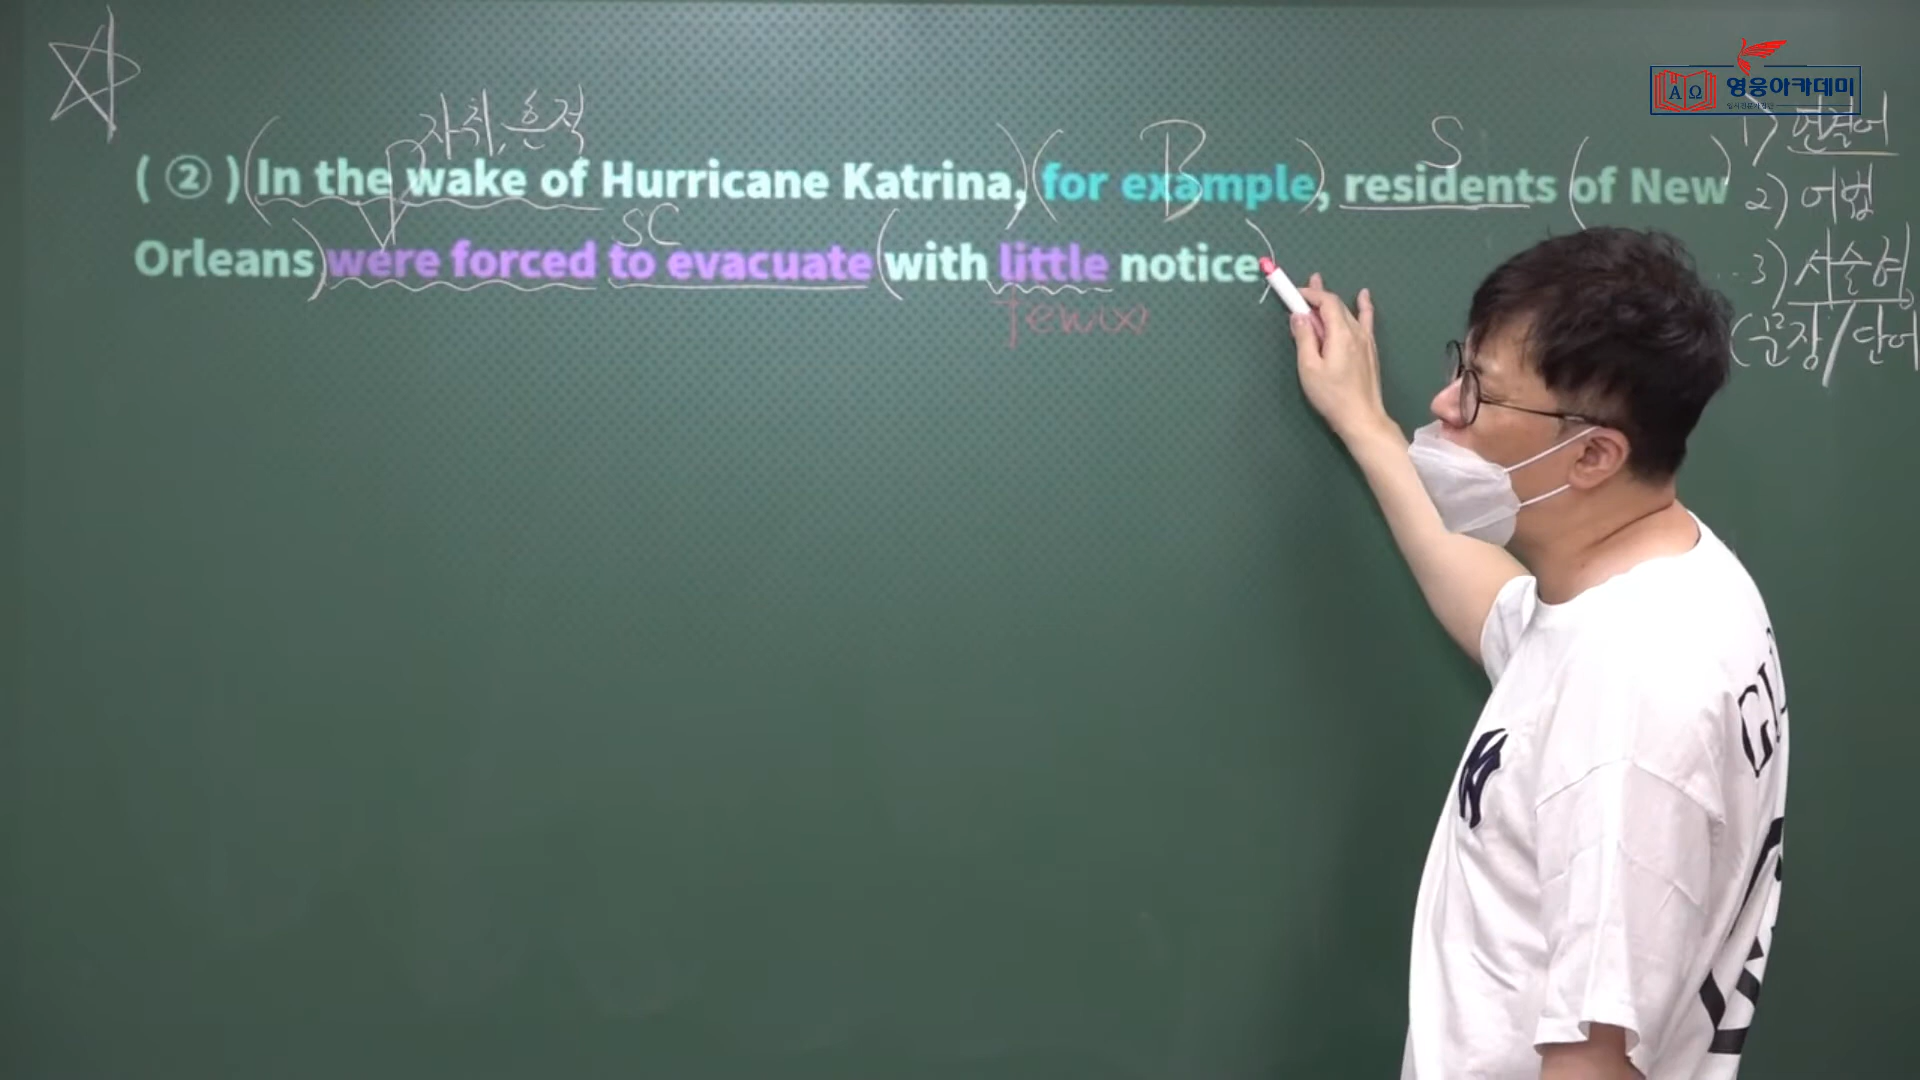 영웅아카데미
자취, 흔적
1) 연결어
B
S
( ② ) (In the wake of Hurricane Katrina, (for example), residents (of New
2) 어법
V
SC
Orleans) were forced to evacuate (with little notice)
3) 서술형
few(x)
(문장/단어